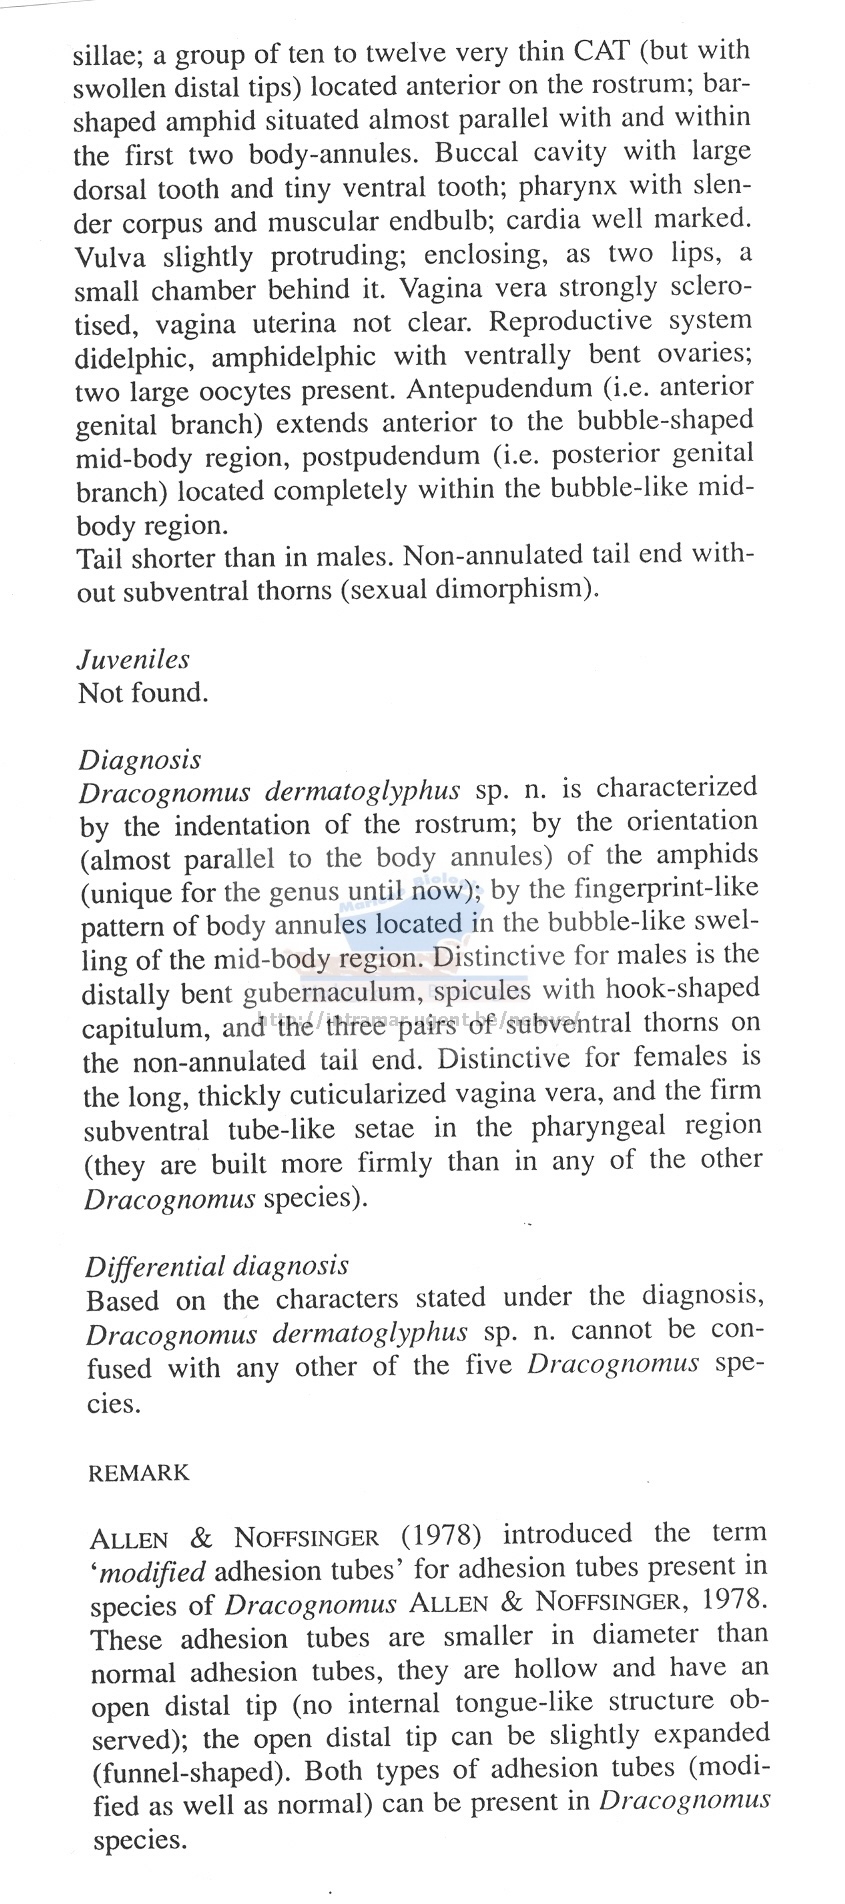 sillae; a group of ten to twelve very thin CAT (but with
swollen distal tips) located anterior on the rostrum; bar-
shaped amphid situated almost parallel with and within
the first two body-annules. Buccal cavity with large
dorsal tooth and tiny ventral tooth; pharynx with slen-
der corpus and muscular endbulb; cardia well marked.
Vulva slightly protruding; enclosing, as two lips, a
small chamber behind it. Vagina vera strongly sclero-
tised, vagina uterina not clear. Reproductive system
didelphic, amphidelphic with ventrally bent ovaries;
two large oocytes present. Antepudendum (i.e. anterior
genital branch) extends anterior to the bubble-shaped
mid-body region, postpudendum (i.e. posterior genital
branch) located completely within the bubble-like mid-
body region.
Tail shorter than in males. Non-annulated tail end with-
out subventral thorns (sexual dimorphism).
Juveniles
Not found.
Diagnosis
Dracognomus dermatoglyphus sp. n. is characterized
by the indentation of the rostrum; by the orientation
(almost parallel to the body annules) of the amphids
(unique for the genus until now); by the fingerprint-like
pattern of body annules located in the bubble-like swel-
ling of the mid-body region. Distinctive for males is the
distally bent gubernaculum, spicules with hook-shaped
capitulum, and the three pairs of subventral thorns on
the non-annulated tail end. Distinctive for females is
the long, thickly cuticularized vagina vera, and the firm
subventral tube-like setae in the pharyngeal region
(they are built more firmly than in any of the other
Dracognomus species).
Differential diagnosis
Based on the characters stated under the diagnosis,
Dracognomus dermatoglyphus sp. n. cannot be con-
fused with any other of the five Dracognomus spe-
cies.
REMARK
ALLEN & NOFFSINGER (1978) introduced the term
‘modified adhesion tubes’ for adhesion tubes present in
species of Dracognomus ALLEN & NOFFSINGER, 1978.
These adhesion tubes are smaller in diameter than
normal adhesion tubes, they are hollow and have an
open distal tip (no internal tongue-like structure ob-
served); the open distal tip can be slightly expanded
(funnel-shaped). Both types of adhesion tubes (modi-
fied as well as normal) can be present in Dracognomus
species.